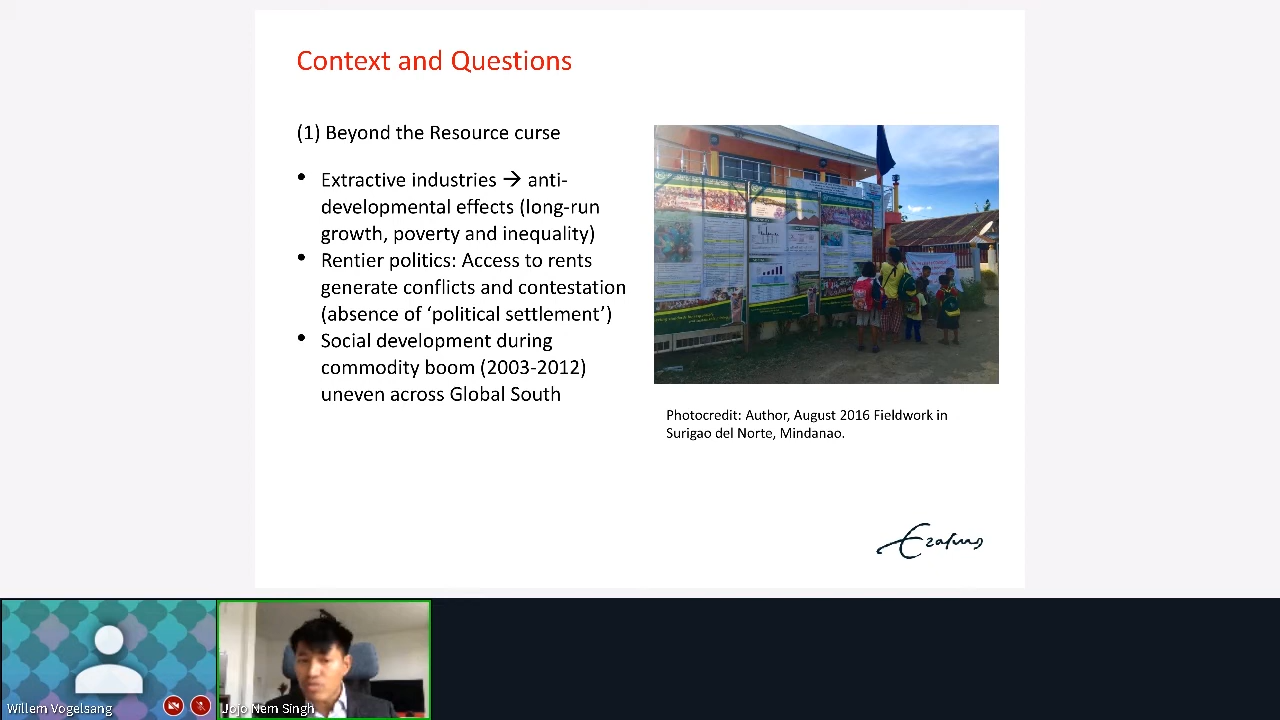 Context and Questions
(1) Beyond the Resource curse
• Extractive industries → anti-
developmental effects (long-run
growth, poverty and inequality)
• Rentier politics: Access to rents
generate conflicts and contestation
(absence of ‘political settlement’)
• Social development during
commodity boom (2003-2012)
uneven across Global South
Photocredit: Author, August 2016 Fieldwork in
Surigao del Norte, Mindanao.
Erasmus
Willem Vogelsang
Jojo Nem Singh